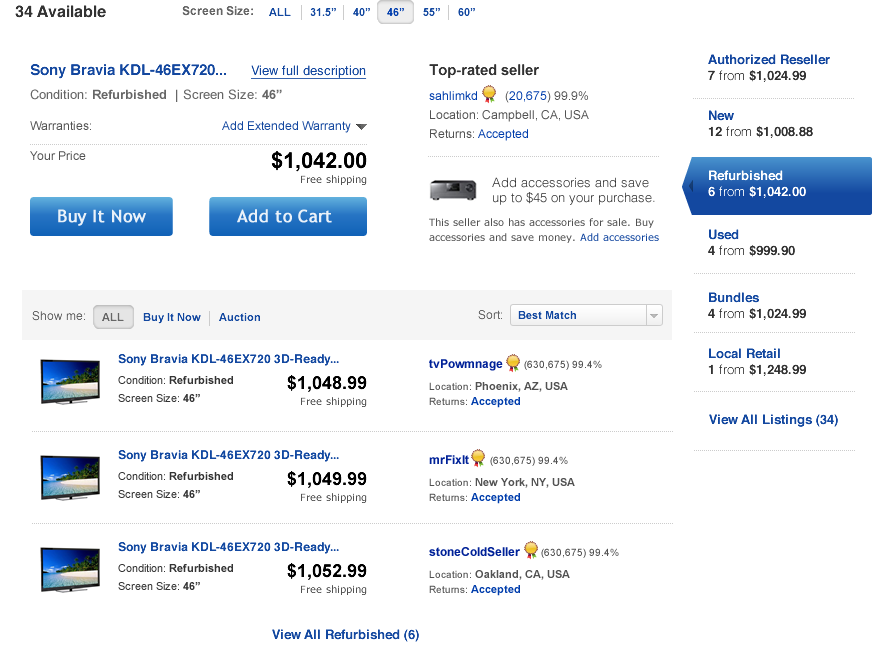 34 Available
Screen Size: ALL 31.5” 40” 46” 55” 60”
Sony Bravia KDL-46EX720... View full description
Condition: Refurbished | Screen Size: 46”
Warranties: Add Extended Warranty
Your Price $1,042.00
Free shipping
Buy It Now Add to Cart
Top-rated seller
sahlimkd (20,675) 99.9%
Location: Campbell, CA, USA
Returns: Accepted
Add accessories and save
up to $45 on your purchase.
This seller also has accessories for sale. Buy
accessories and save money. Add accessories
Authorized Reseller
7 from $1,024.99
New
12 from $1,008.88
Refurbished
6 from $1,042.00
Used
4 from $999.90
Bundles
4 from $1,024.99
Local Retail
1 from $1,248.99
View All Listings (34)
Show me: ALL Buy It Now Auction Sort: Best Match
Sony Bravia KDL-46EX720 3D-Ready...
Condition: Refurbished $1,048.99
Screen Size: 46” Free shipping
tvPowmnage (630,675) 99.4%
Location: Phoenix, AZ, USA
Returns: Accepted
Sony Bravia KDL-46EX720 3D-Ready...
Condition: Refurbished $1,049.99
Screen Size: 46” Free shipping
mrFixIt (630,675) 99.4%
Location: New York, NY, USA
Returns: Accepted
Sony Bravia KDL-46EX720 3D-Ready...
Condition: Refurbished $1,052.99
Screen Size: 46” Free shipping
stoneColdSeller (630,675) 99.4%
Location: Oakland, CA, USA
Returns: Accepted
View All Refurbished (6)